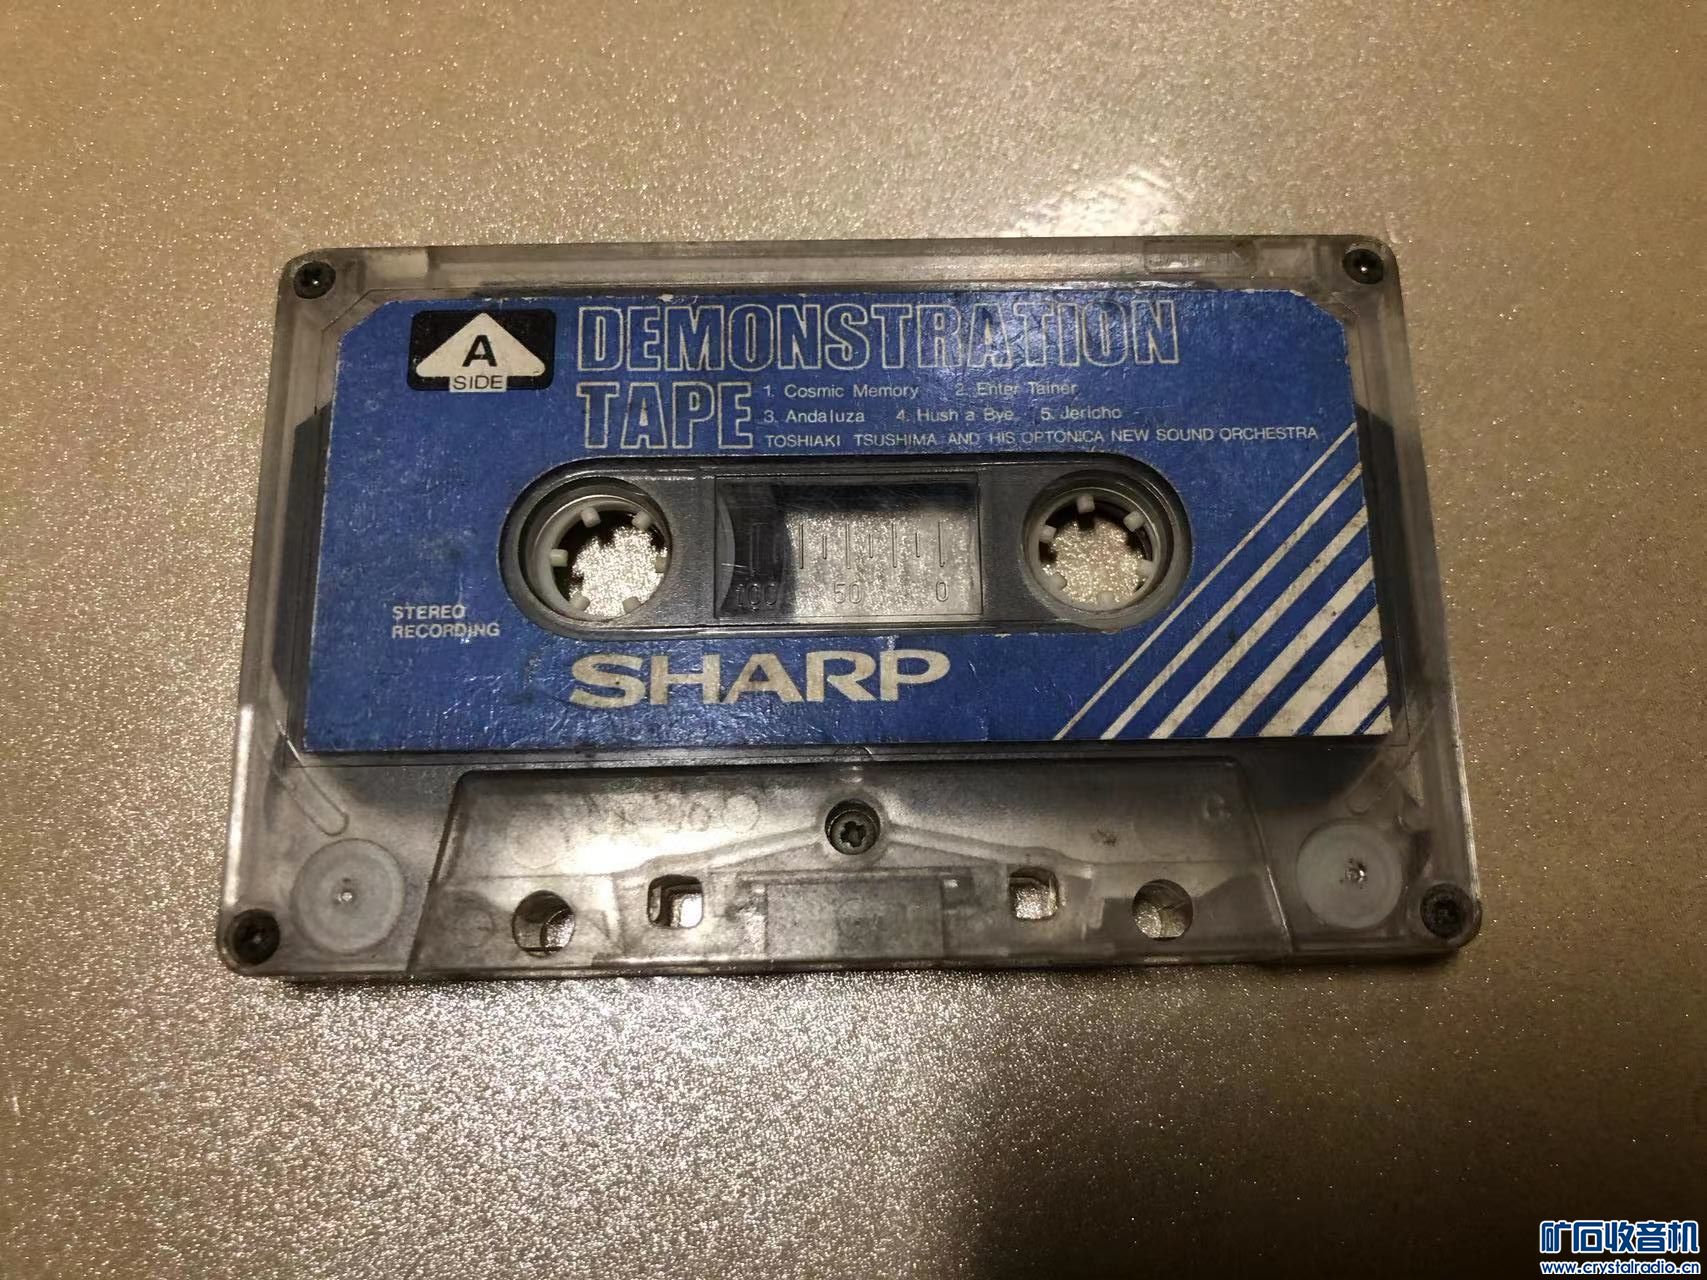 A
SIDE
DEMONSTRATION
TAPE
1. Cosmic Memory 2. Enter Tainer
3. Andaluza 4. Hush a Bye 5. Jericho
TOSHIAKI TSUSHIMA AND HIS OPTONICA NEW SOUND ORCHESTRA
100 50 0
STEREO
RECORDING
SHARP
矿石收音机
www.crystalradio.cn